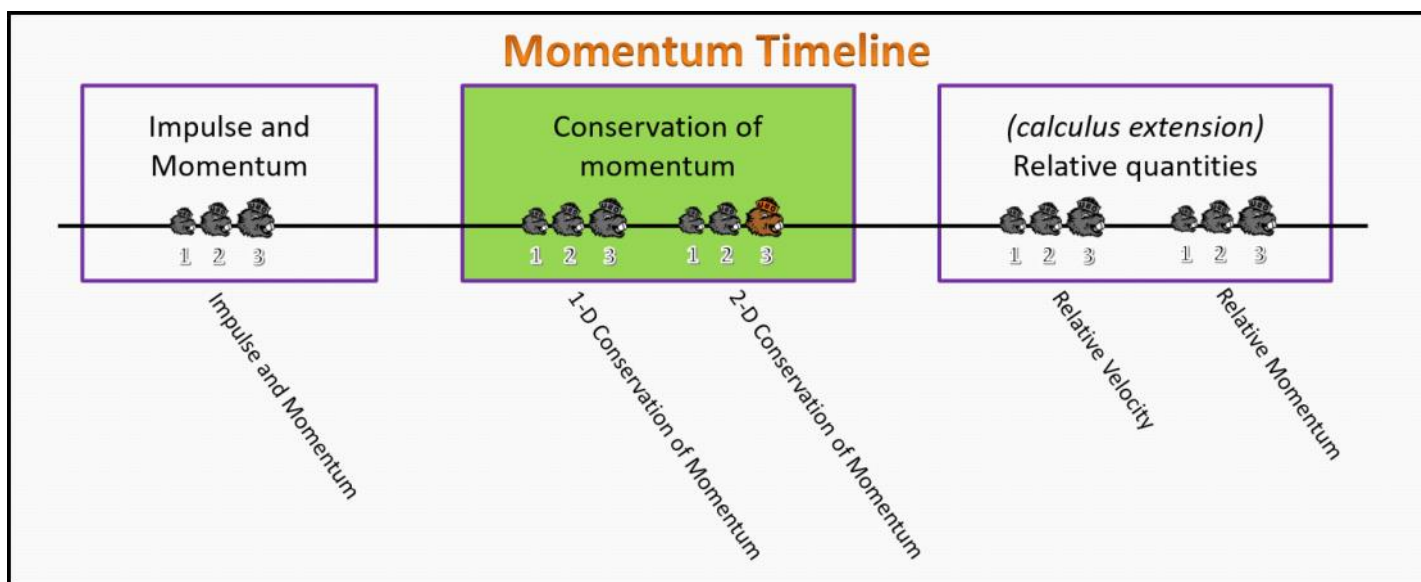 Momentum Timeline
Impulse and
Momentum
1 2 3
Impulse and Momentum
Conservation of
momentum
1 2 3
1 2 3
1-D Conservation of Momentum
2-D Conservation of Momentum
(calculus extension)
Relative quantities
1 2 3
1 2 3
Relative Velocity
Relative Momentum